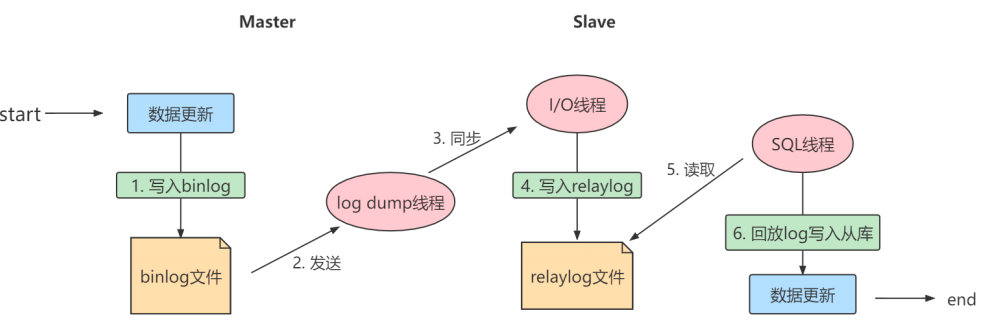 Master
Slave
start
数据更新
1. 写入binlog
binlog文件
2. 发送
log dump线程
3. 同步
I/O线程
4. 写入relaylog
relaylog文件
5. 读取
SQL线程
6. 回放log写入从库
数据更新
end